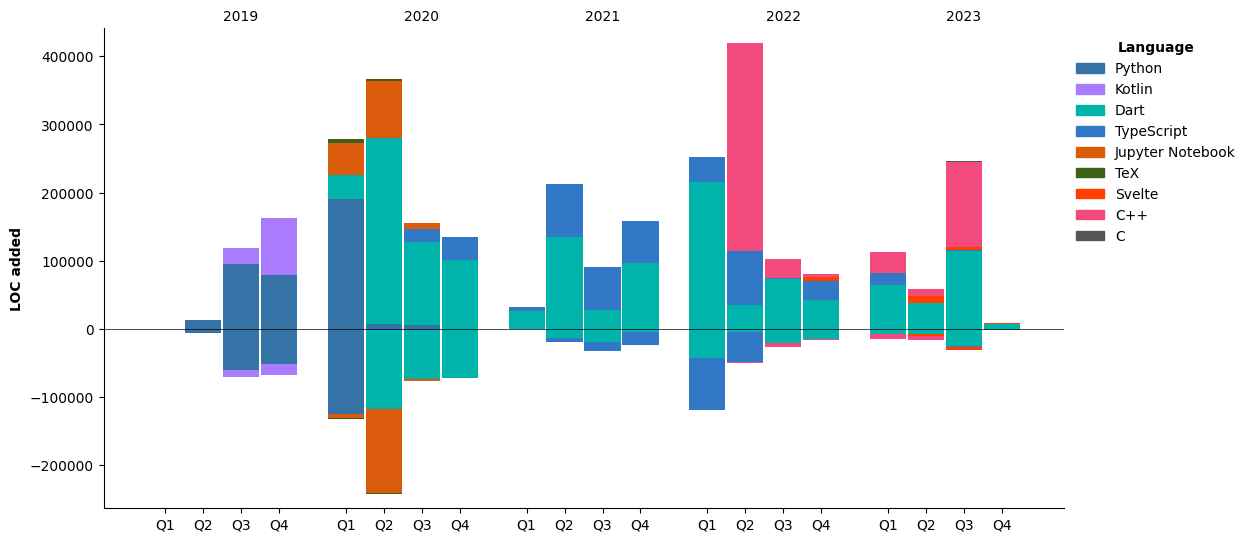 2019 2020 2021 2022 2023
Language
Python
Kotlin
Dart
TypeScript
Jupyter Notebook
TeX
Svelte
C++
C
LOC added
400000
300000
200000
100000
0
−100000
−200000
Q1 Q2 Q3 Q4 Q1 Q2 Q3 Q4 Q1 Q2 Q3 Q4 Q1 Q2 Q3 Q4 Q1 Q2 Q3 Q4